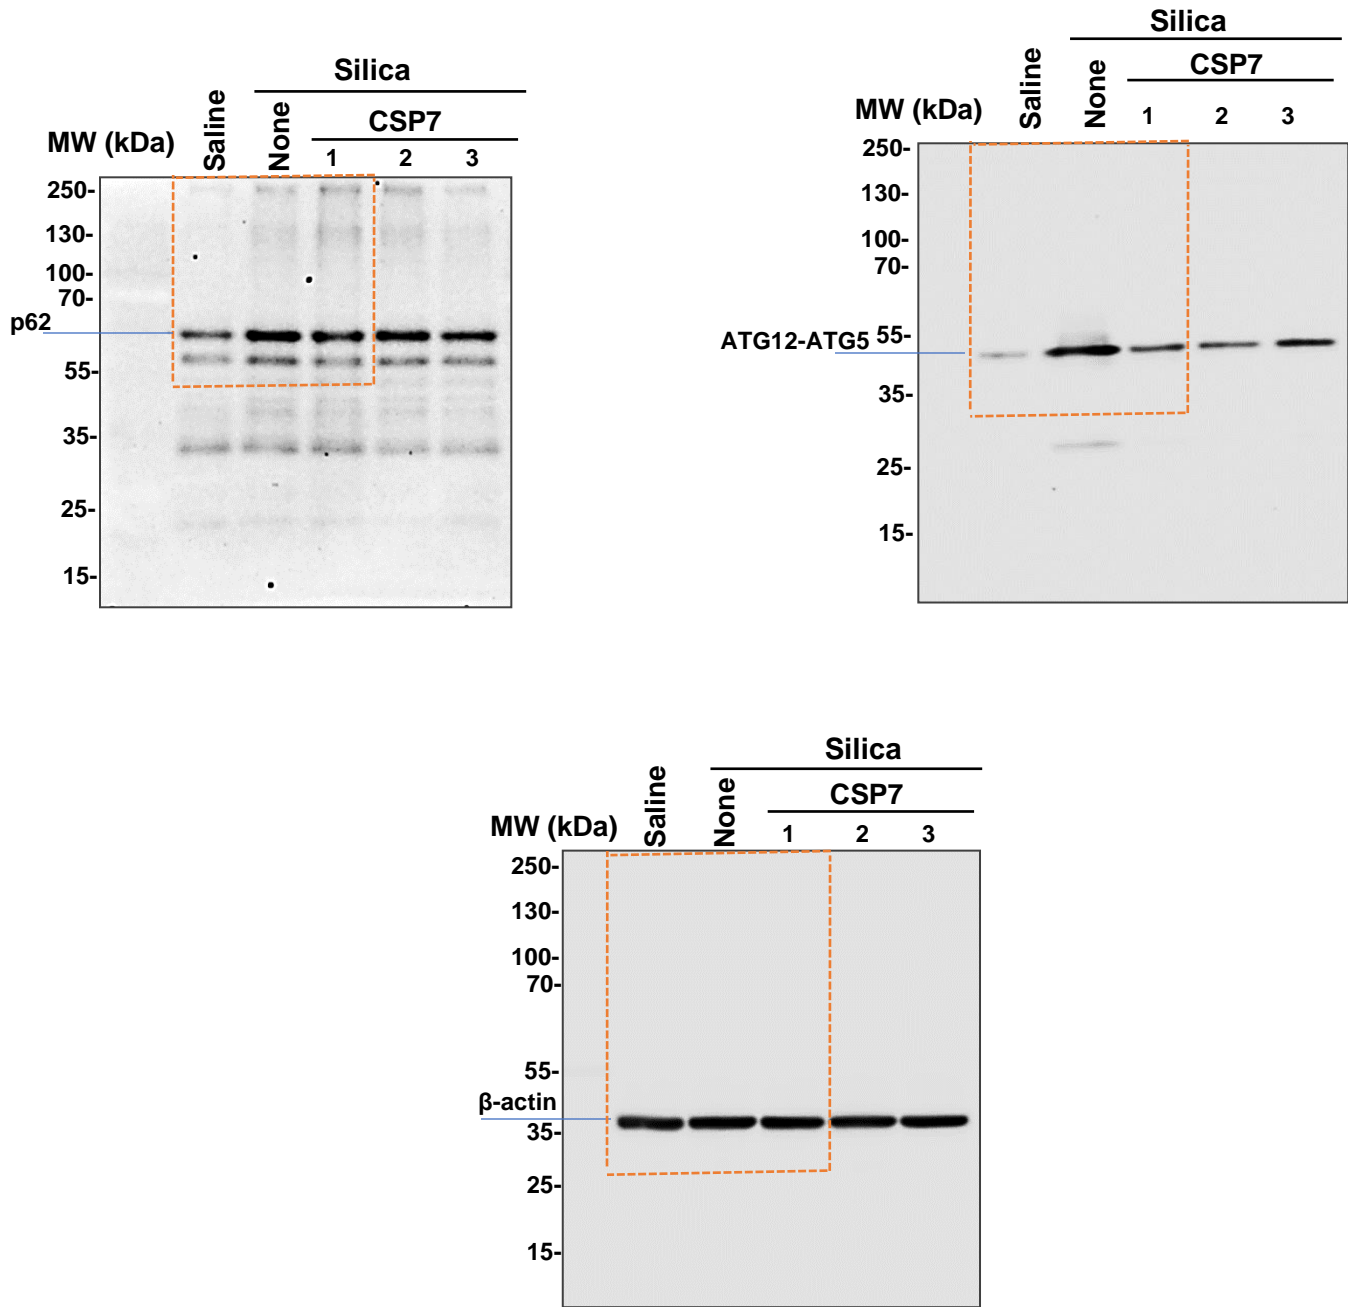 Silica
Saline
None
CSP7
MW (kDa)
1 2 3
250-
130-
100-
70-
p62
55-
35-
25-
15-
Silica
Saline
None
CSP7
MW (kDa)
1 2 3
250-
130-
100-
70-
55-
ATG12-ATG5
35-
25-
15-
Silica
Saline
None
CSP7
MW (kDa)
1 2 3
250-
130-
100-
70-
55-
β-actin
35-
25-
15-